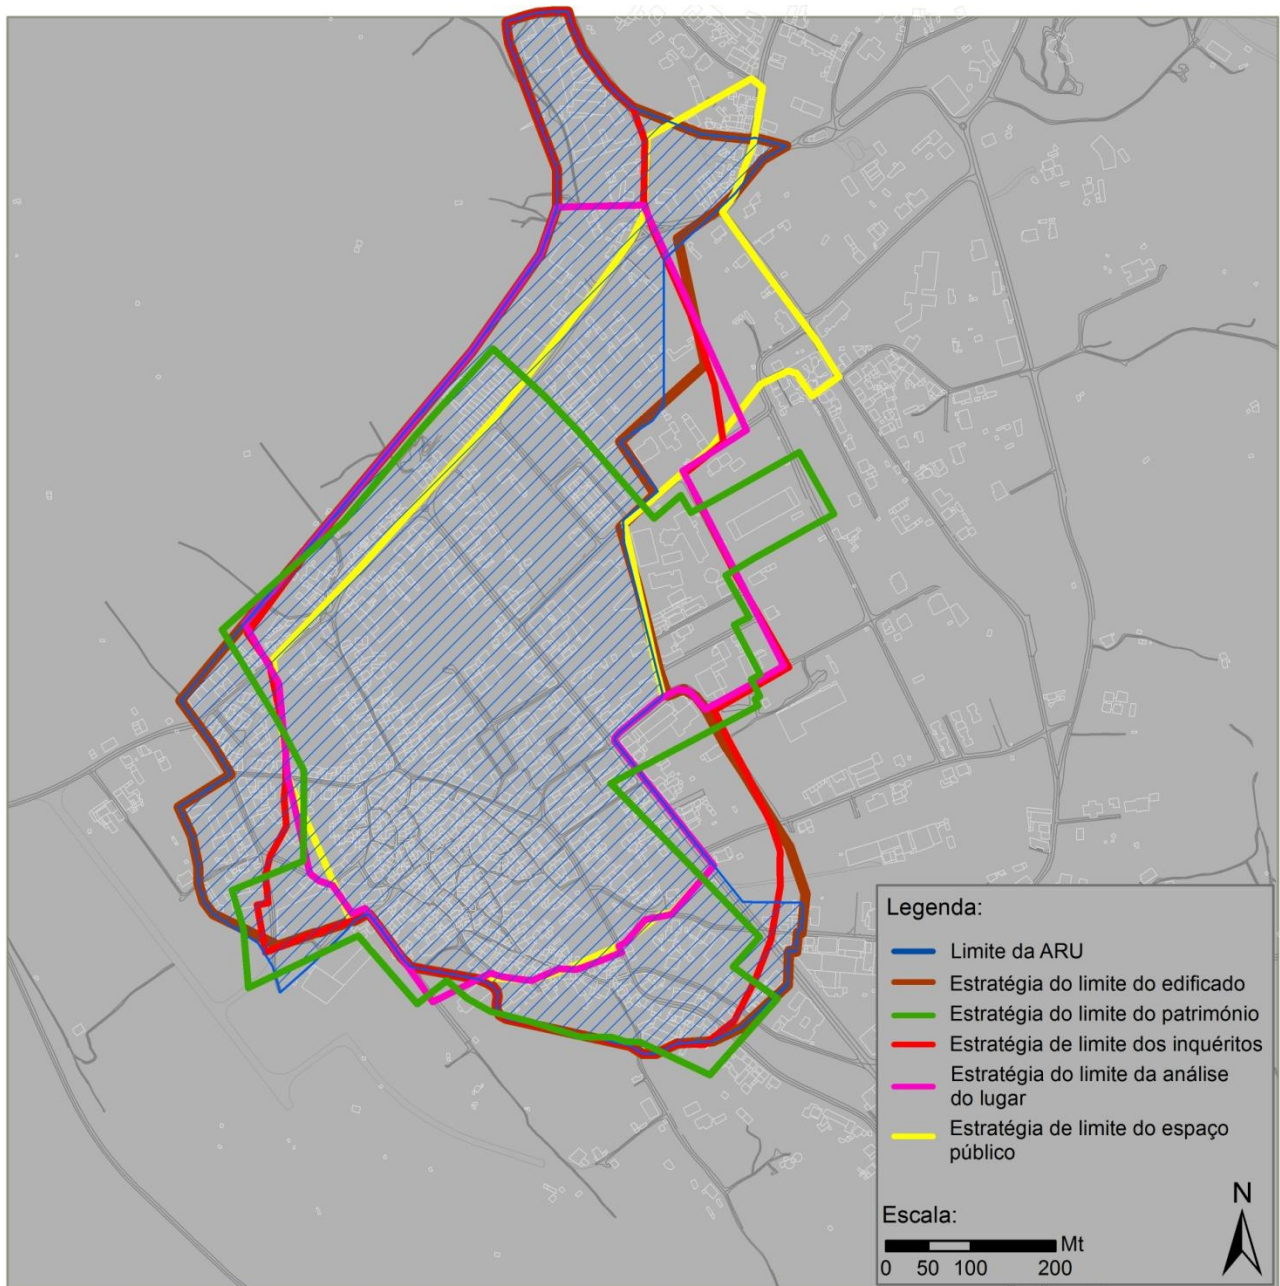 Legenda:
Limite da ARU
Estratégia do limite do edificado
Estratégia do limite do património
Estratégia de limite dos inquéritos
Estratégia do limite da análise
do lugar
Estratégia de limite do espaço
público
N
Escala:
Mt
0 50 100 200